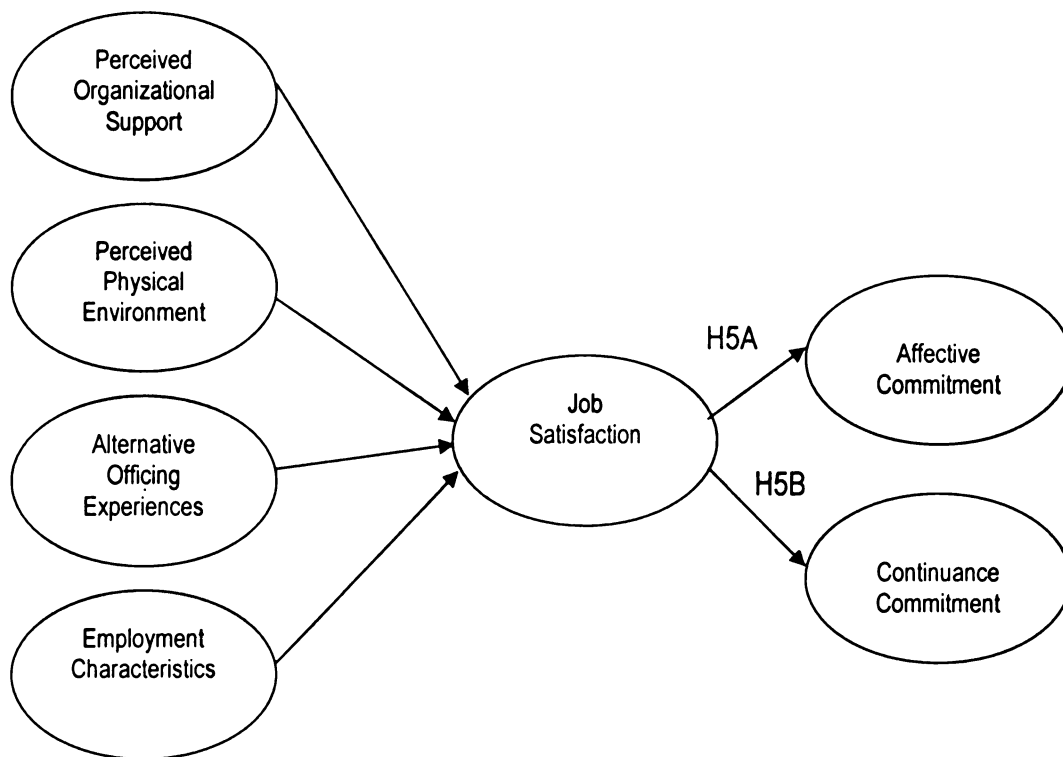 Perceived
Organizational
Support
Perceived
Physical
Environment
Alternative
Officing
Experiences
Employment
Characteristics
Job
Satisfaction
H5A
H5B
Affective
Commitment
Continuance
Commitment